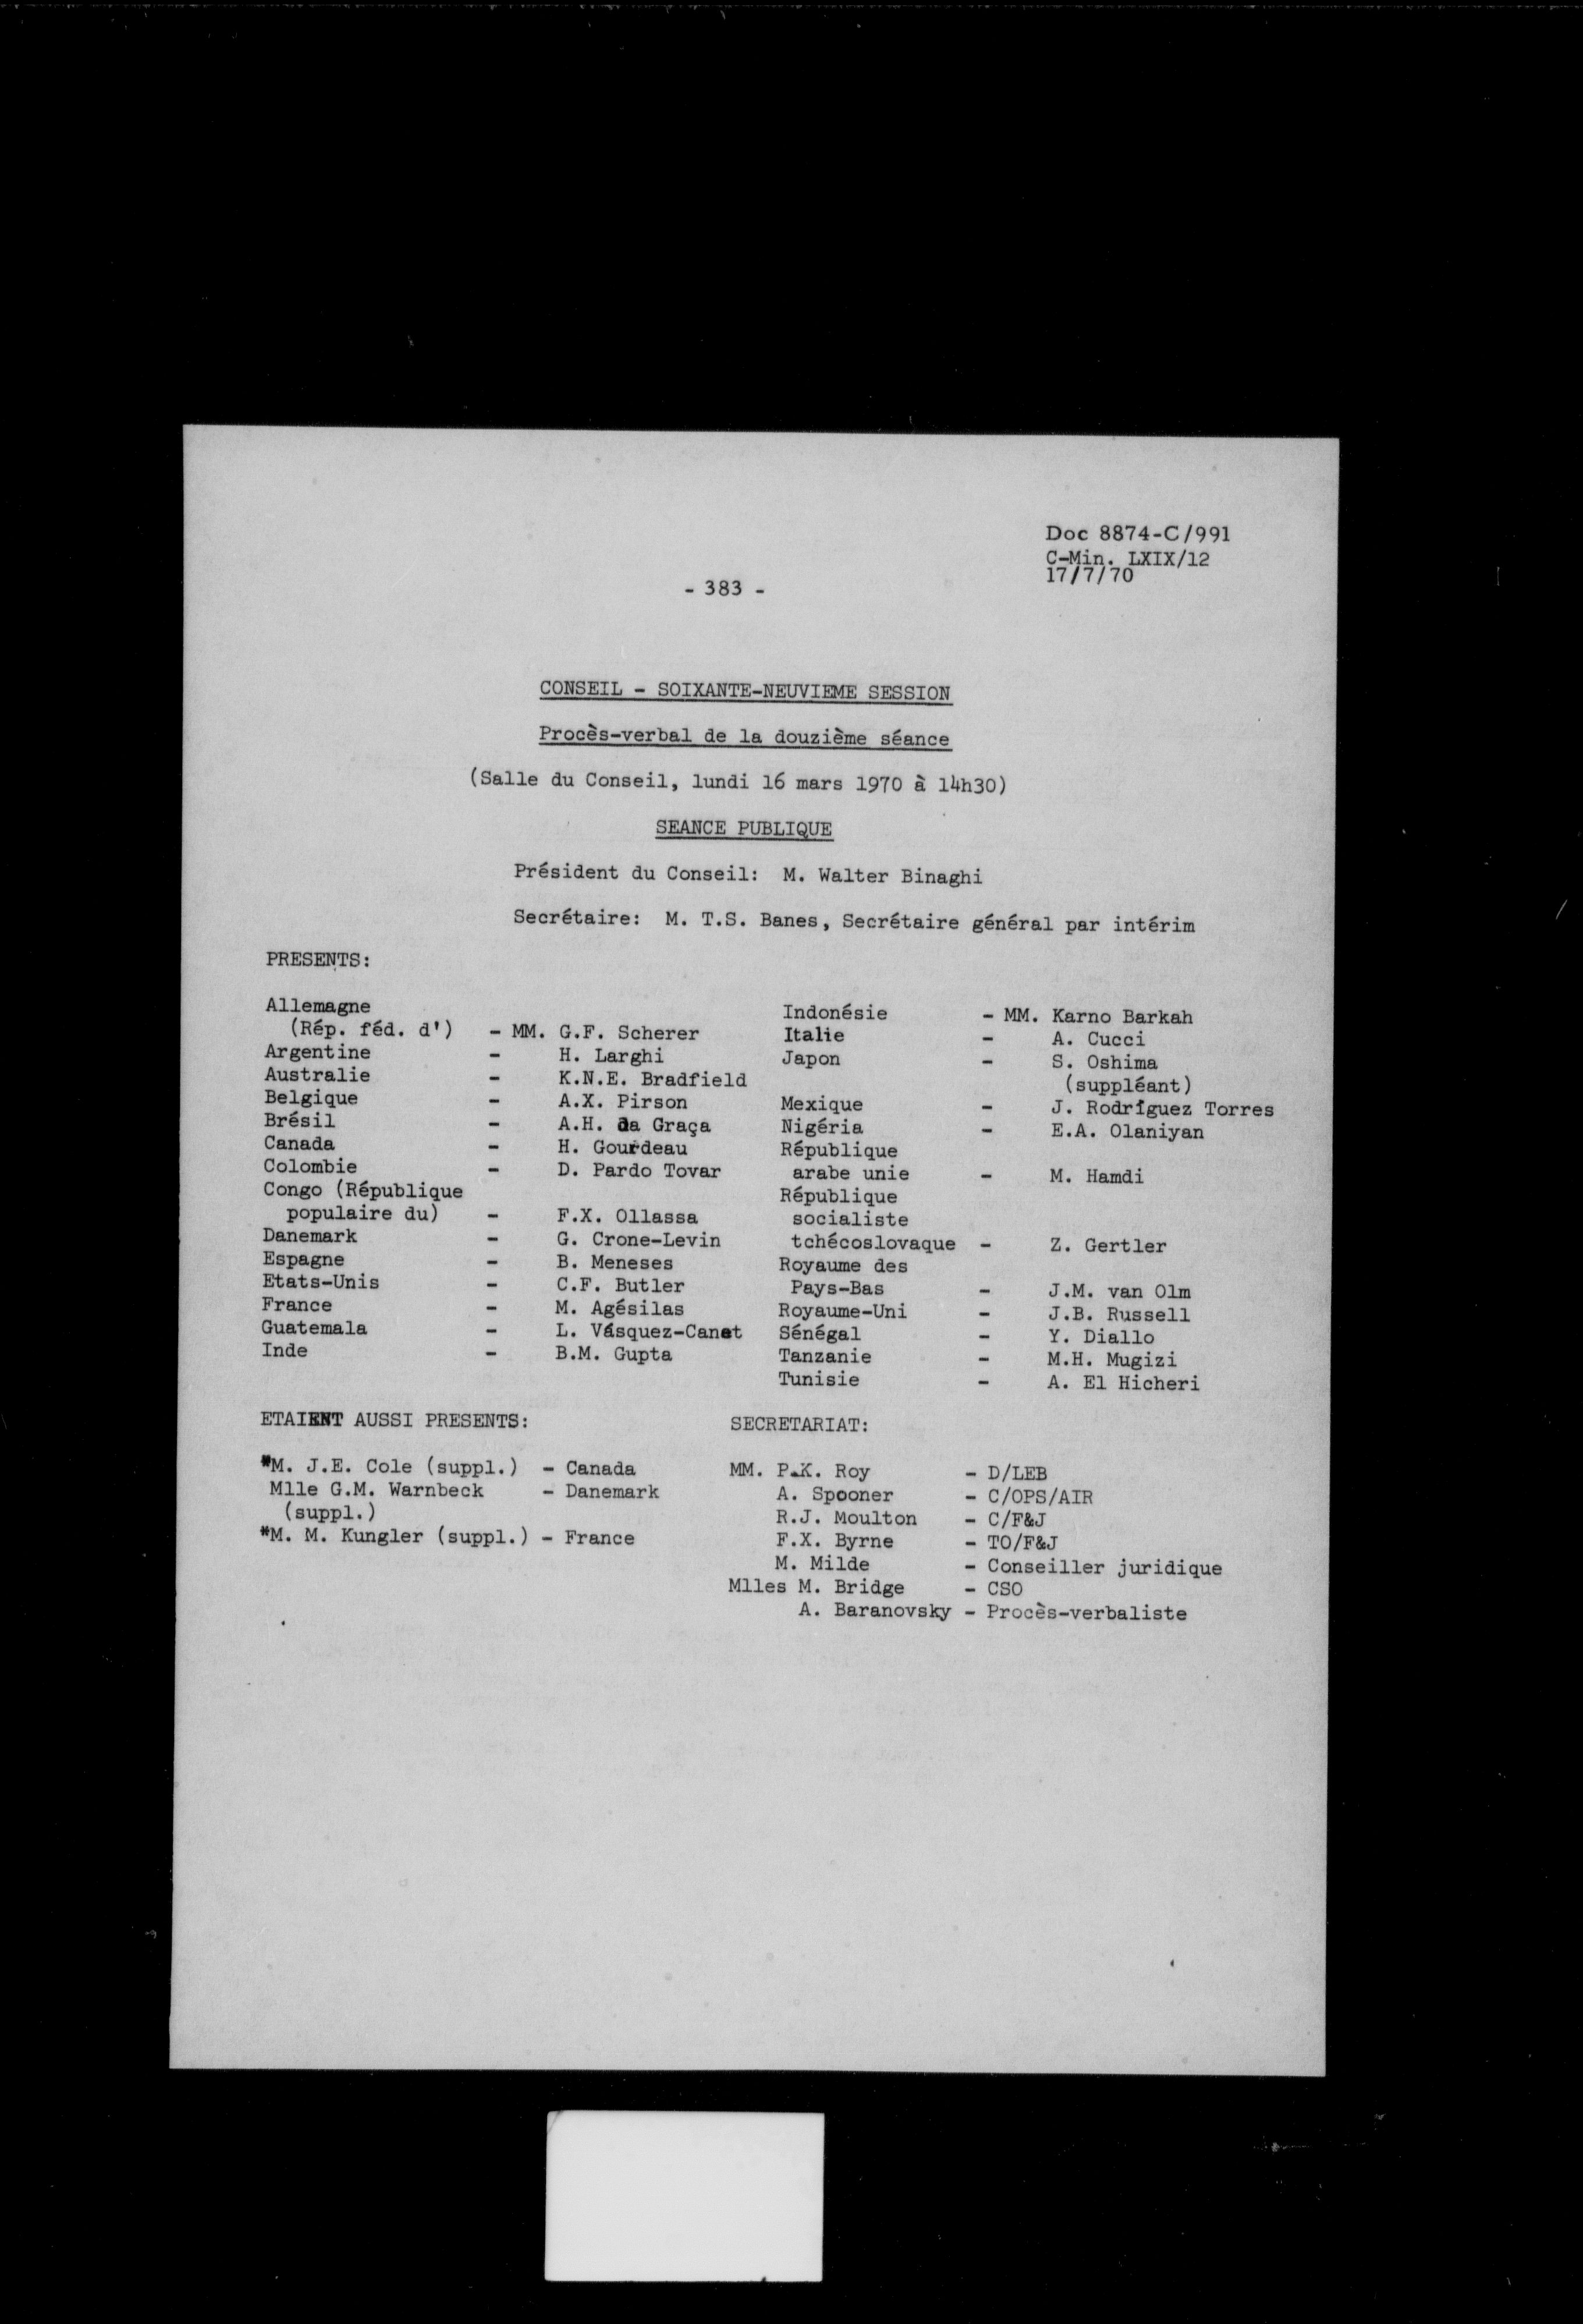 Doc 8874-C/991
C-Min. LXIX/12
17/7/70
- 383 -
CONSEIL - SOIXANTE-NEUVIEME SESSION
Procès-verbal de la douzième séance
(Salle du Conseil, lundi 16 mars 1970 à 14h30)
SEANCE PUBLIQUE
Président du Conseil: M. Walter Binaghi
Secrétaire: M. T.S. Banes, Secrétaire général par intérim
PRESENTS:
Allemagne
(Rép. féd. d') - MM. G.F. Scherer
Argentine - H. Larghi
Australie - K.N.E. Bradfield
Belgique - A.X. Pirson
Brésil - A.H. da Graça
Canada - H. Gourdeau
Colombie - D. Pardo Tovar
Congo (République
populaire du) - F.X. Ollassa
Danemark - G. Crone-Levin
Espagne - B. Meneses
Etats-Unis - C.F. Butler
France - M. Agésilas
Guatemala - L. Vásquez-Canet
Inde - B.M. Gupta
Indonésie - MM. Karno Barkah
Italie - A. Cucci
Japon - S. Oshima
(suppléant)
Mexique - J. Rodríguez Torres
Nigéria - E.A. Olaniyan
République
arabe unie - M. Hamdi
République
socialiste
tchécoslovaque - Z. Gertler
Royaume des
Pays-Bas - J.M. van Olm
Royaume-Uni - J.B. Russell
Sénégal - Y. Diallo
Tanzanie - M.H. Mugizi
Tunisie - A. El Hicheri
ETAIENT AUSSI PRESENTS:
*M. J.E. Cole (suppl.) - Canada
Mlle G.M. Warnbeck - Danemark
(suppl.)
*M. M. Kungler (suppl.) - France
SECRETARIAT:
MM. P.K. Roy - D/LEB
A. Spooner - C/OPS/AIR
R.J. Moulton - C/F&J
F.X. Byrne - TO/F&J
M. Milde - Conseiller juridique
Mlles M. Bridge - CSO
A. Baranovsky - Procès-verbaliste